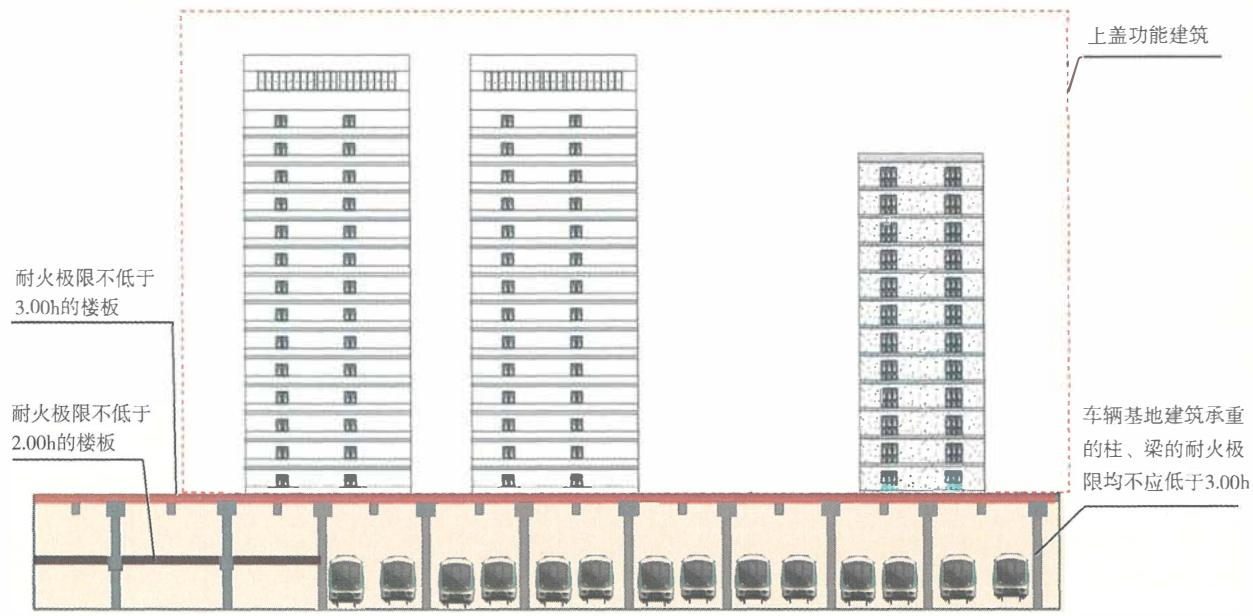 上盖功能建筑
耐火极限不低于
3.00h的楼板
耐火极限不低于
2.00h的楼板
车辆基地建筑承重
的柱、梁的耐火极
限均不应低于3.00h